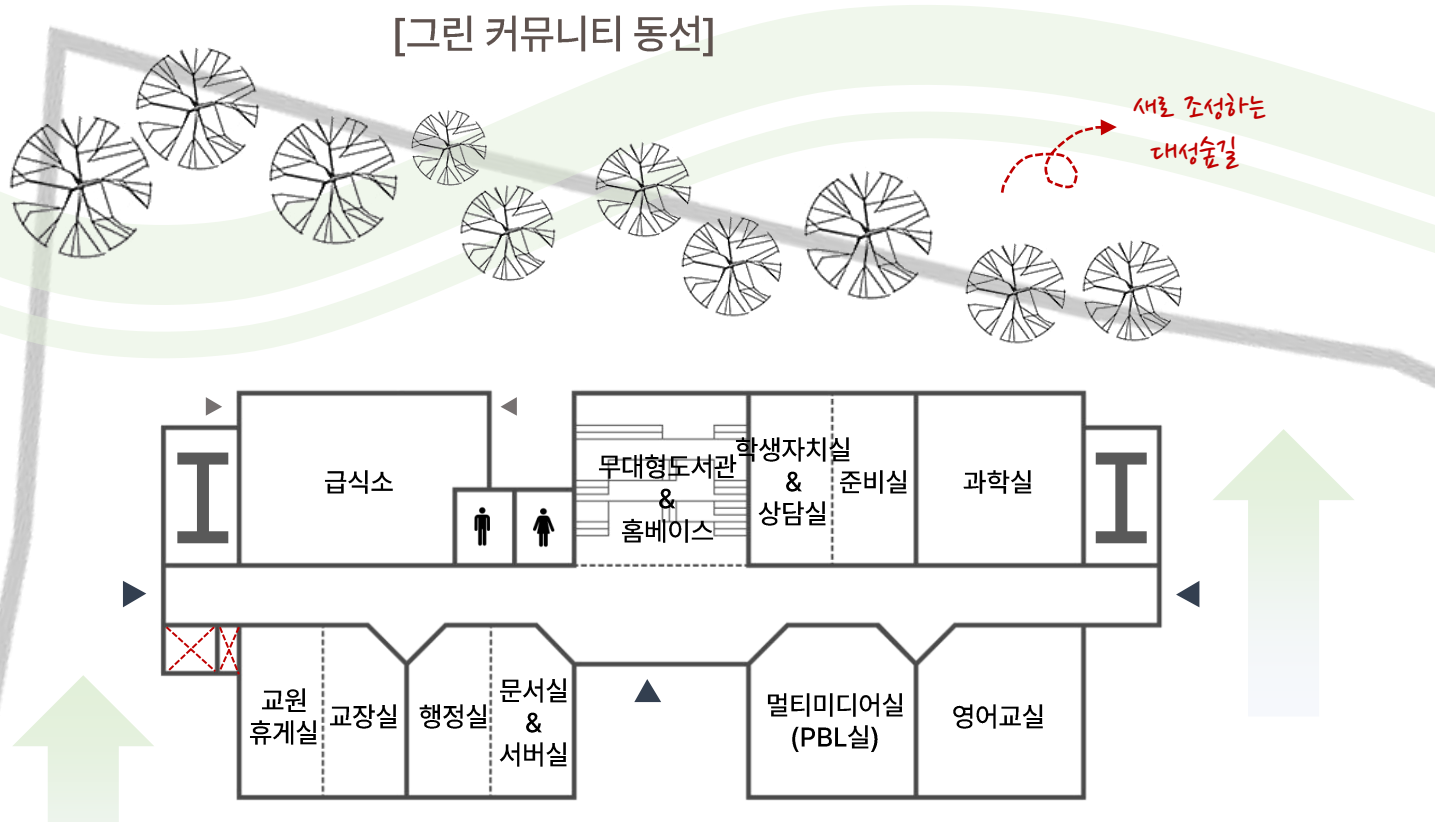 [그린 커뮤니티 동선]
새로 조성하는
대성숲길
급식소
무대형도서관
&
홈베이스
학생자치실
&
상담실
준비실
과학실
교원
휴게실
교장실
행정실
문서실
&
서버실
멀티미디어실
(PBL실)
영어교실